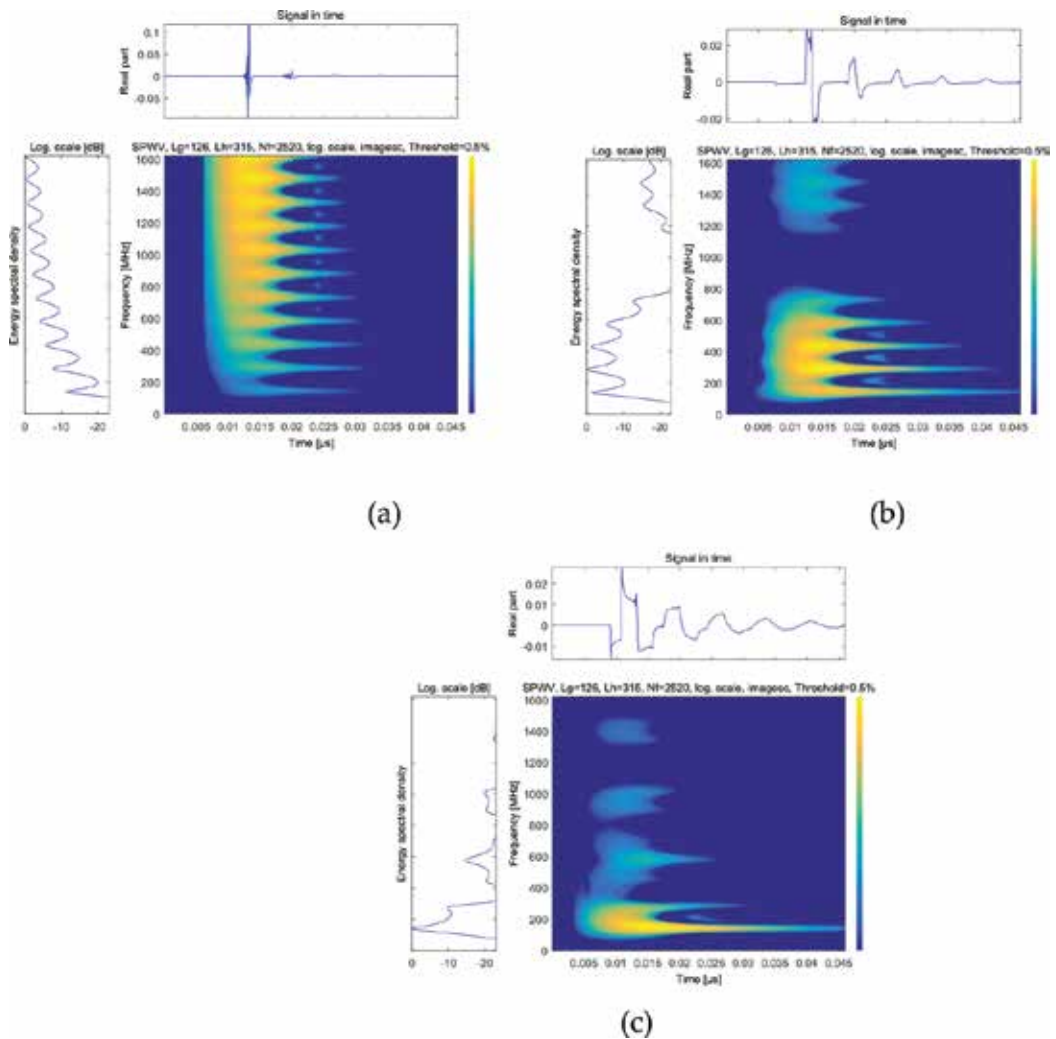 Signal in time
Real part
0.1
0.05
0
-0.05
Log. scale [dB]
SPWV, Lg=126, Lh=315, Nf=2520, log. scale, imagesc, Threshold=0.5%
Energy spectral density
Frequency [MHz]
1600
1400
1200
1000
800
600
400
200
0
0 -10 -20
0.005 0.01 0.015 0.02 0.025 0.03 0.035 0.04 0.045
Time [µs]
(a)
Signal in time
Real part
0.02
0
-0.02
Log. scale [dB]
SPWV, Lg=126, Lh=315, Nf=2520, log. scale, imagesc, Threshold=0.5%
Energy spectral density
Frequency [MHz]
1600
1400
1200
1000
800
600
400
200
0
0 -10 -20
0.005 0.01 0.015 0.02 0.025 0.03 0.035 0.04 0.045
Time [µs]
(b)
Signal in time
Real part
0.02
0.01
0
-0.01
Log. scale [dB]
SPWV, Lg=126, Lh=315, Nf=2520, log. scale, imagesc, Threshold=0.5%
Energy spectral density
Frequency [MHz]
1600
1400
1200
1000
800
600
400
200
0
0 -10 -20
0.005 0.01 0.015 0.02 0.025 0.03 0.035 0.04 0.045
Time [µs]
(c)